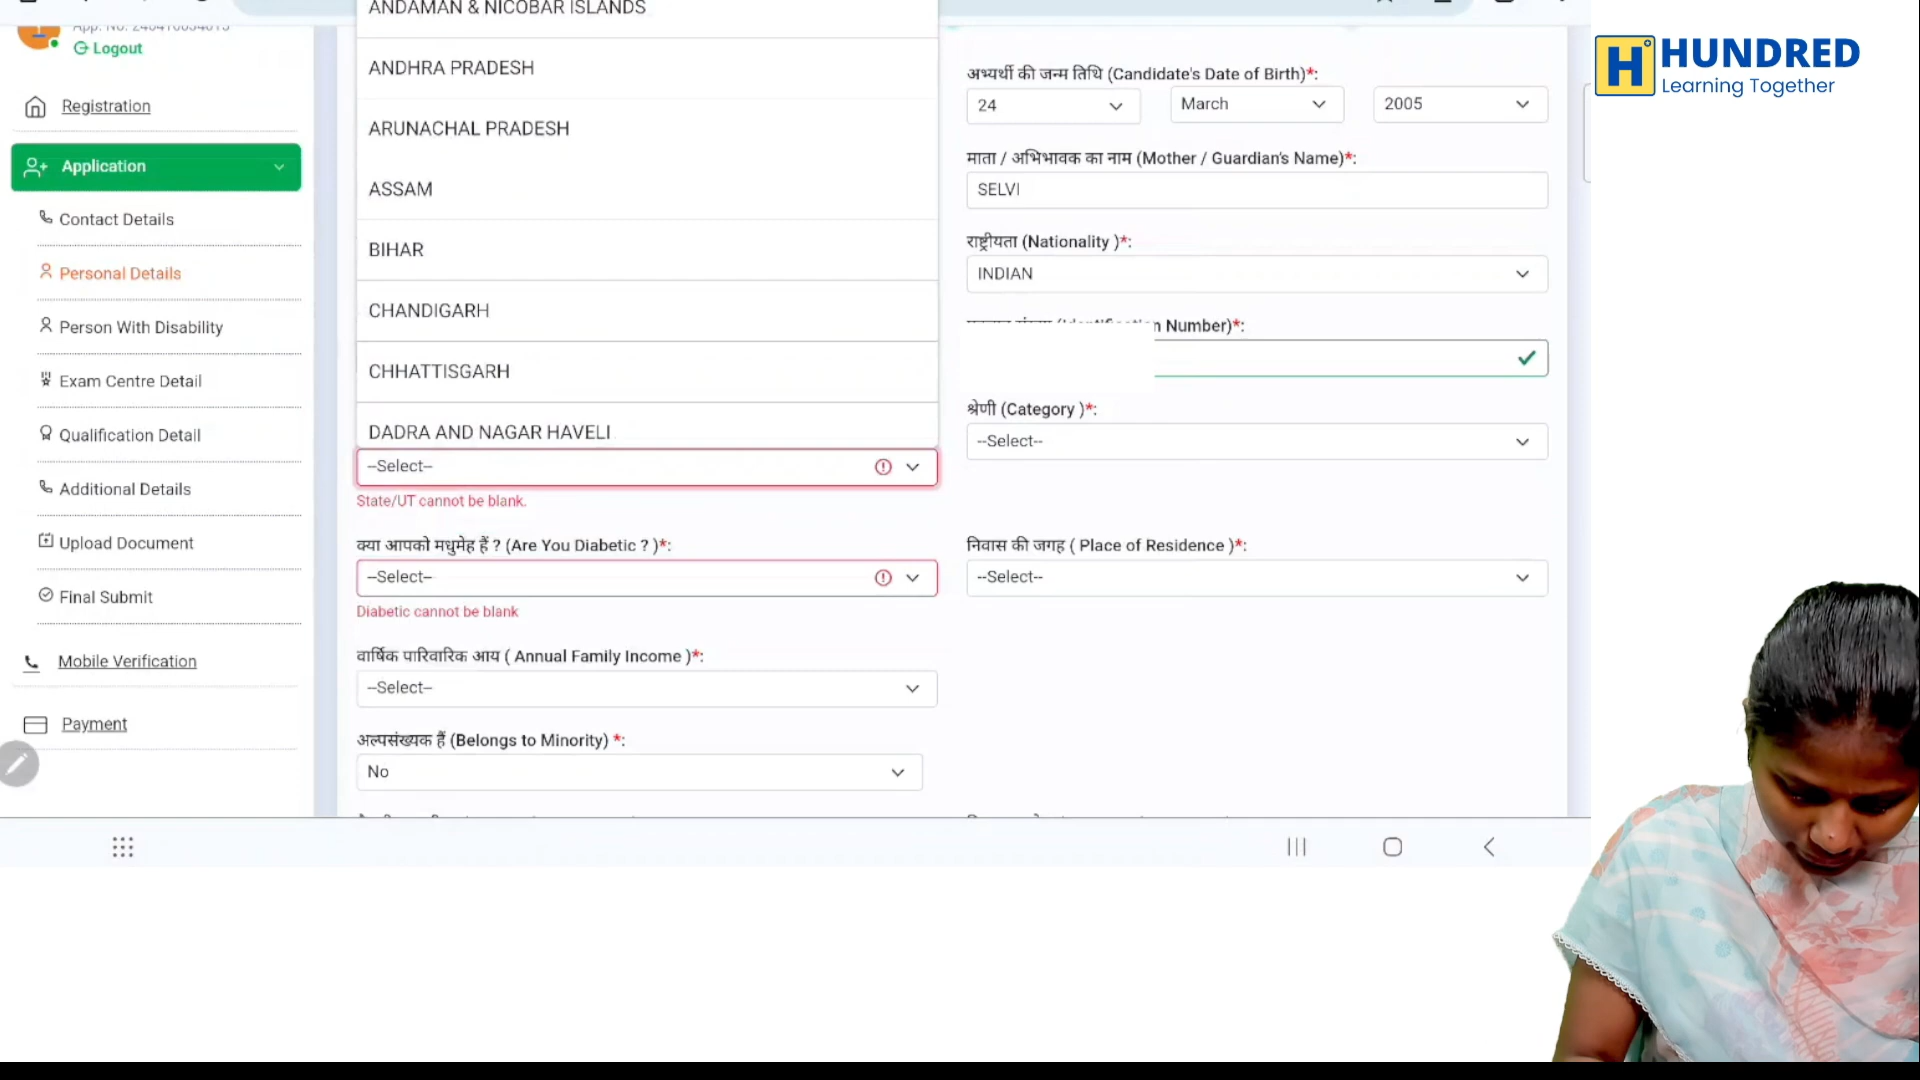 Logout
Registration
Application
Contact Details
Personal Details
Person With Disability
Exam Centre Detail
Qualification Detail
Additional Details
Upload Document
Final Submit
Mobile Verification
Payment
ANDAMAN & NICOBAR ISLANDS
ANDHRA PRADESH
ARUNACHAL PRADESH
ASSAM
BIHAR
CHANDIGARH
CHHATTISGARH
DADRA AND NAGAR HAVELI
--Select--
State/UT cannot be blank.
क्या आपको मधुमेह हैं ? (Are You Diabetic ? )*:
--Select--
Diabetic cannot be blank
वार्षिक पारिवारिक आय ( Annual Family Income )*:
--Select--
अल्पसंख्यक हैं (Belongs to Minority) *:
No
अभ्यर्थी की जन्म तिथि (Candidate's Date of Birth)*:
24 March 2005
माता / अभिभावक का नाम (Mother / Guardian's Name)*:
SELVI
राष्ट्रीयता (Nationality )*:
INDIAN
Number)*:
श्रेणी (Category )*:
--Select--
निवास की जगह ( Place of Residence )*:
--Select--
H HUNDRED
Learning Together